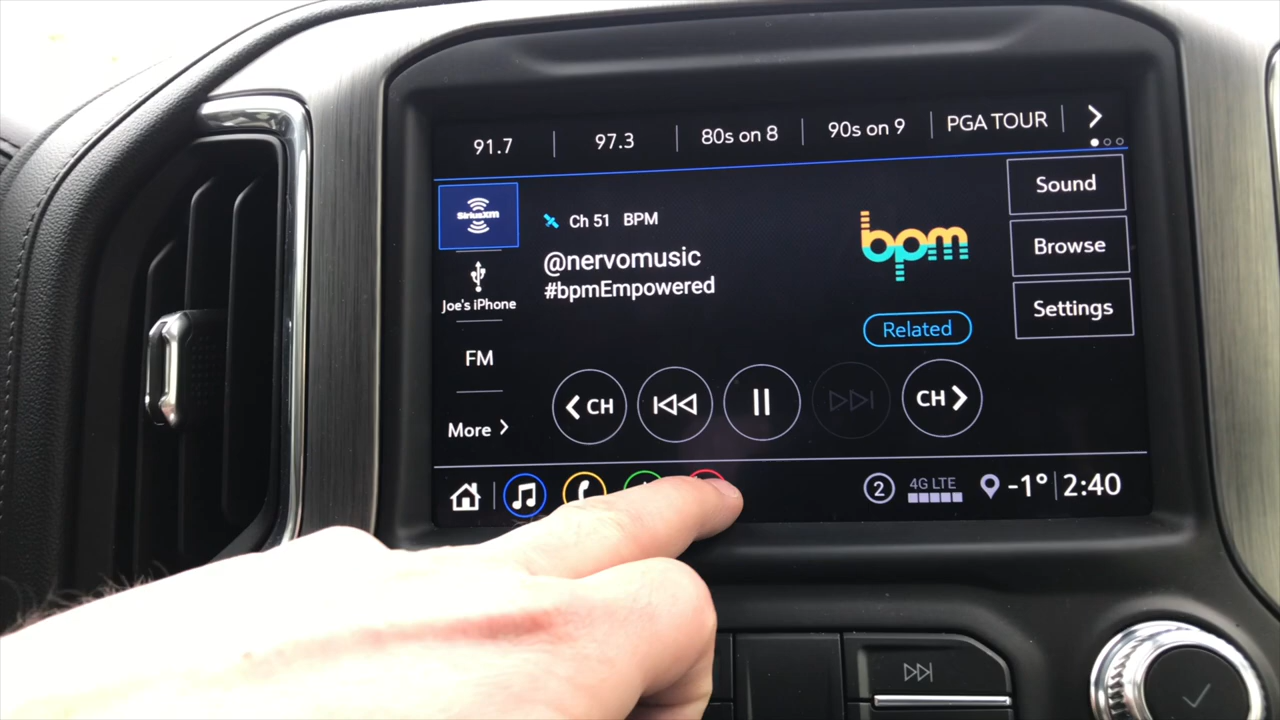 91.7
97.3
80s on 8
90s on 9
PGA TOUR
SiriusXM
Ch 51 BPM
bpm
Sound
@nervomusic
#bpmEmpowered
Browse
Joe's iPhone
Related
Settings
FM
CH
CH
More
2
4G LTE
-1°
2:40